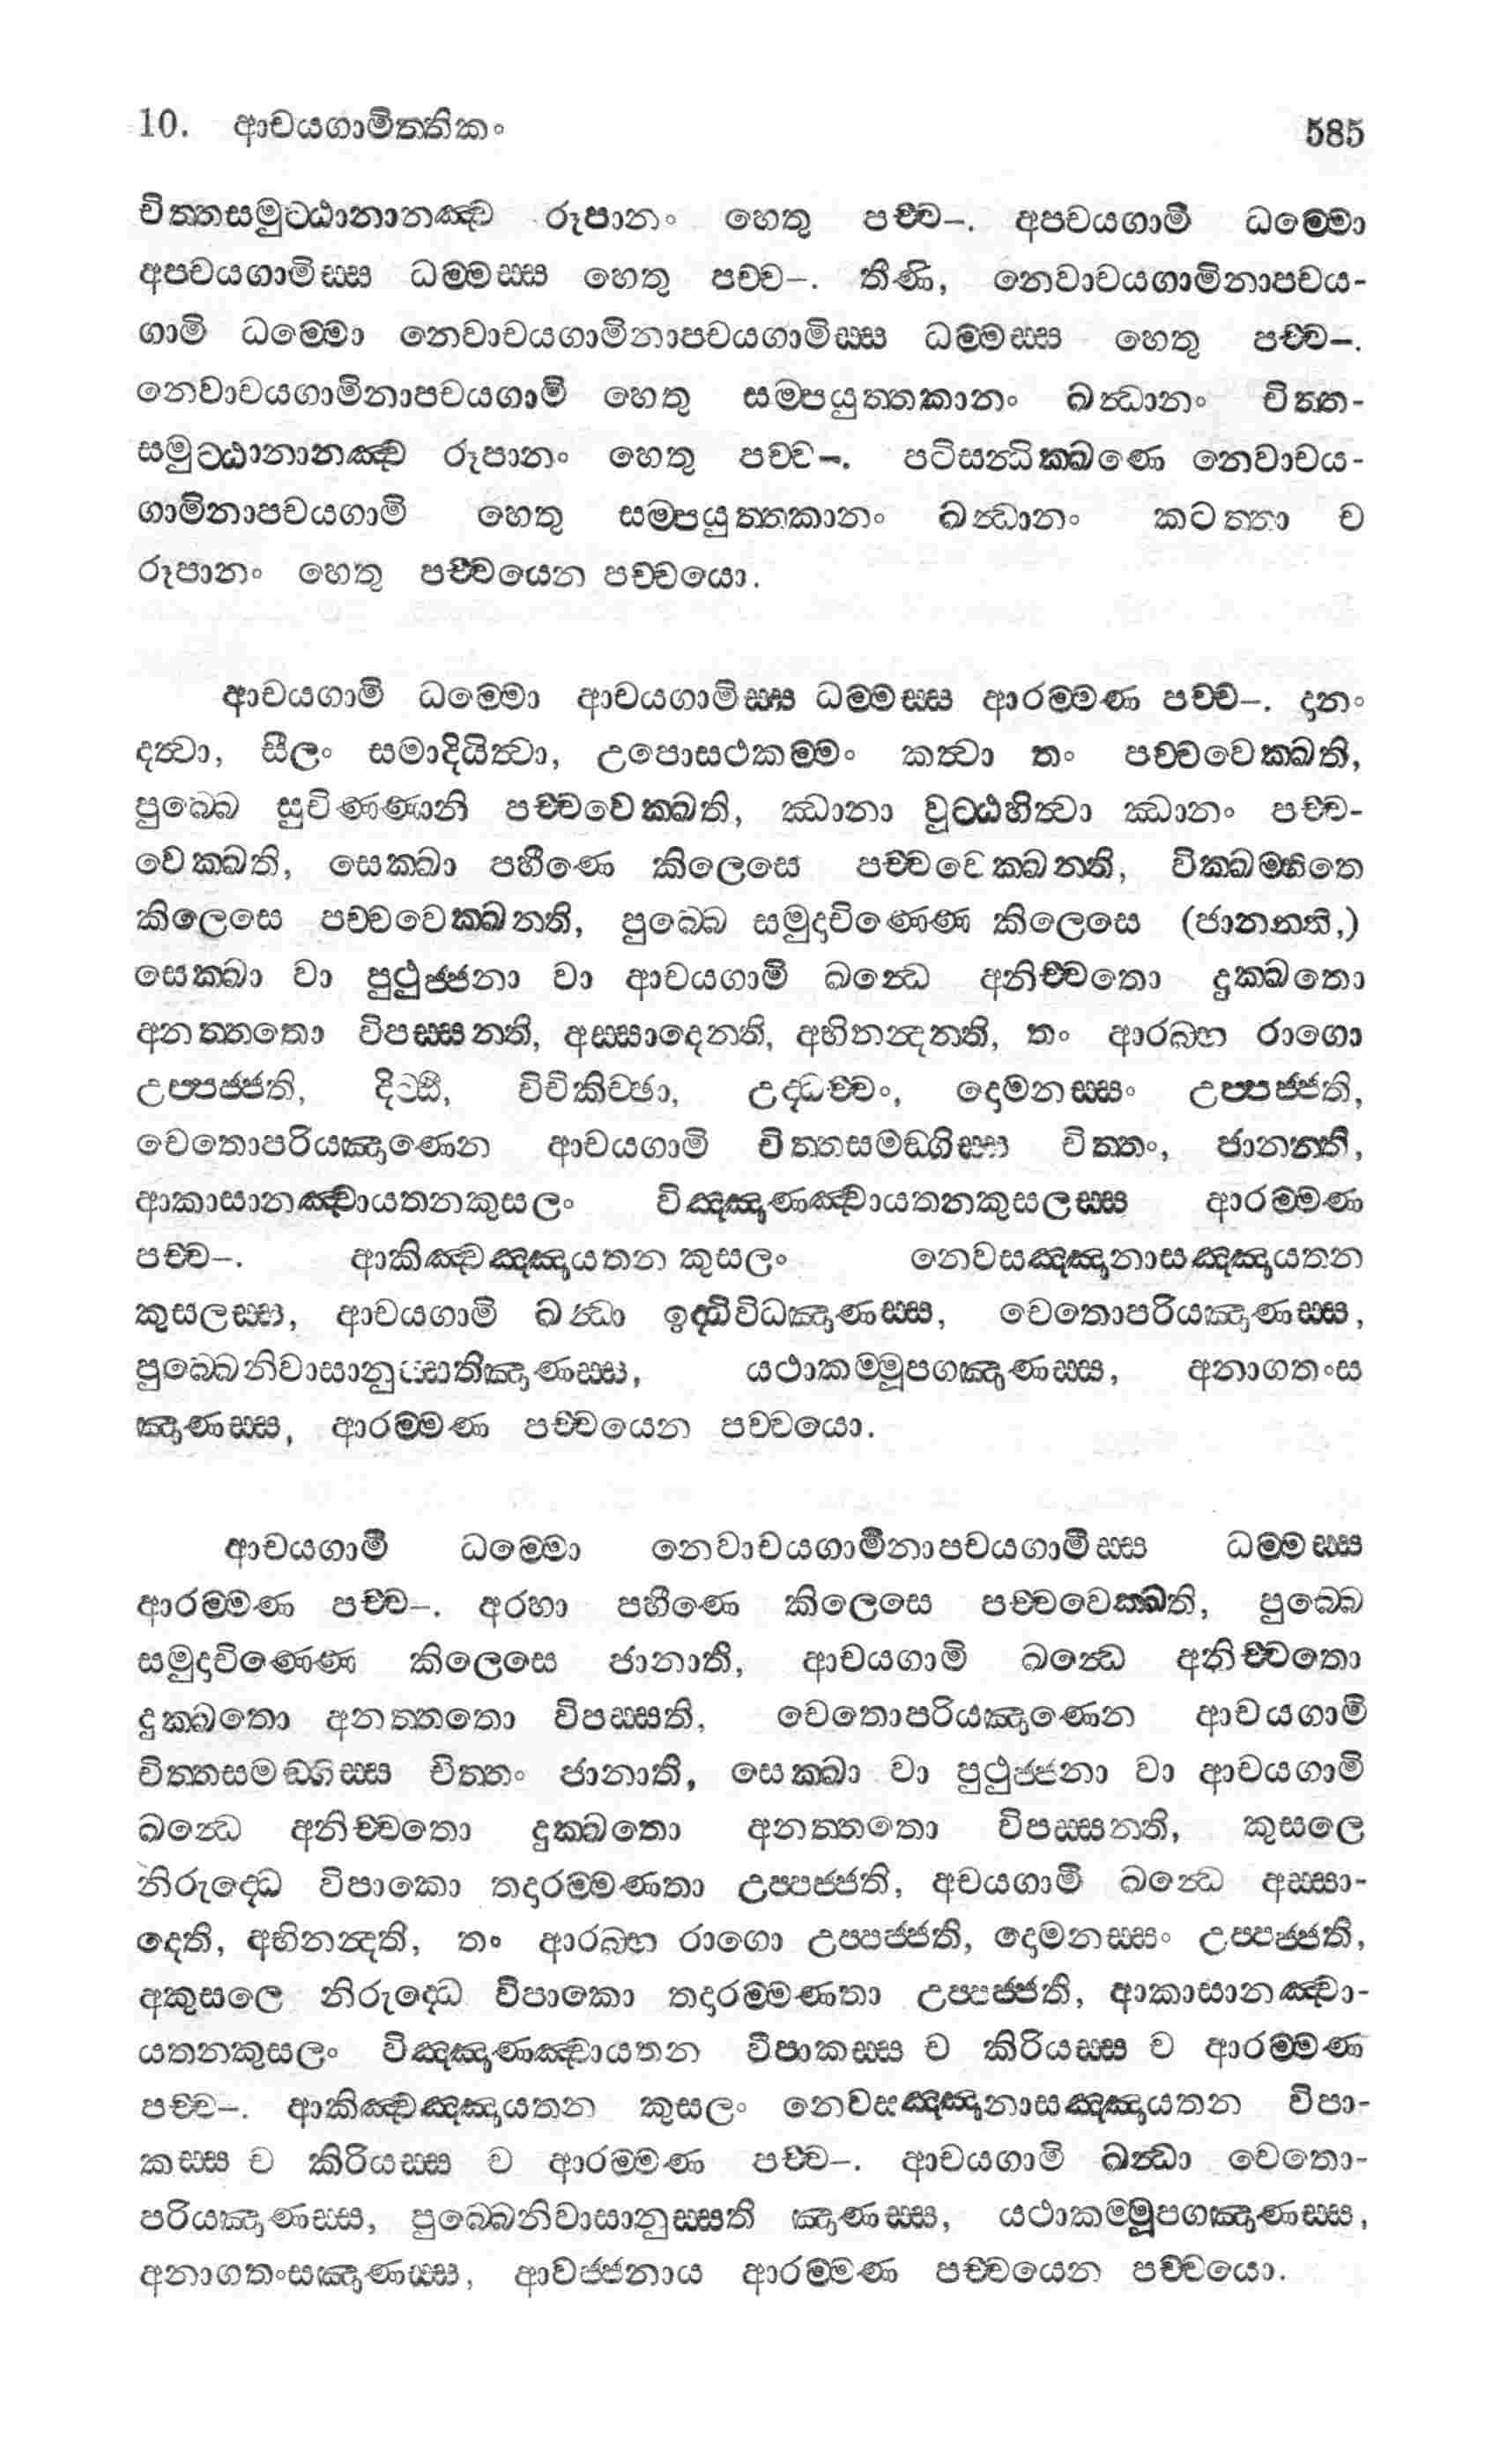 10. ආචයගාමිත්තිකං 585
චිත්තසමුට්ඨානානඤ්ච රූපානං හෙතු පච්ච–. අපචයගාමී ධම්මො
අපචයගාමිස්ස ධම්මස්ස හෙතු පච්ච–. තීණි, නෙවාචයගාමිනාපචය-
ගාමි ධම්මො නෙවාචයගාමිනාපචයගාමිස්ස ධම්මස්ස හෙතු පච්ච–.
නෙවාචයගාමිනාපචයගාමී හෙතු සම්පයුත්තකානං ඛන්ධානං චිත්ත-
සමුට්ඨානානඤ්ච රූපානං හෙතු පච්ච–. පටිසන්ධික්ඛණෙ නෙවාචය-
ගාමිනාපචයගාමි හෙතු සම්පයුත්තකානං ඛන්ධානං කටත්තා ච
රූපානං හෙතු පච්චයෙන පච්චයො.
ආචයගාමි ධම්මො ආචයගාමිස්ස ධම්මස්ස ආරම්මණ පච්ච–. දානං
දත්වා, සීලං සමාදියිත්වා, උපොසථකම්මං කත්වා තං පච්චවෙක්ඛති,
පුබ්බෙ සුචිණ්ණානි පච්චවෙක්ඛති, ඣානා වුට්ඨහිත්වා ඣානං පච්ච-
වෙක්ඛති, සෙක්ඛා පහීණෙ කිලෙසෙ පච්චවෙක්ඛන්ති, වික්ඛම්භිතෙ
කිලෙසෙ පච්චවෙක්ඛන්ති, පුබ්බෙ සමුදාචිණ්ණෙ කිලෙසෙ (ජානන්ති,)
සෙක්ඛා වා පුථුජ්ජනා වා ආචයගාමී ඛන්ධෙ අනිච්චතො දුක්ඛතො
අනත්තතො විපස්සන්ති, අස්සාදෙන්ති, අභිනන්දන්ති, තං ආරබ්භ රාගො
උප්පජ්ජති, දිට්ඨි, විචිකිච්ඡා, උද්ධච්චං, දොමනස්සං උප්පජ්ජති,
චෙතොපරියඤාණෙන ආචයගාමි චිත්තසමඞ්ගිස්ස චිත්තං, ජානන්ති,
ආකාසානඤ්චායතනකුසලං විඤ්ඤාණඤ්චායතනකුසලස්ස ආරම්මණ
පච්ච–. ආකිඤ්චඤ්ඤායතන කුසලං නෙවසඤ්ඤානාසඤ්ඤායතන
කුසලස්ස, ආචයගාමි ඛන්ධා ඉද්ධිවිධඤාණස්ස, චෙතොපරියඤාණස්ස,
පුබ්බෙනිවාසානුස්සතිඤාණස්ස, යථාකම්මූපගඤාණස්ස, අනාගතංස
ඤාණස්ස, ආරම්මණ පච්චයෙන පච්චයො.
ආචයගාමී ධම්මො නෙවාචයගාමීනාපචයගාමීස්ස ධම්මස්ස
ආරම්මණ පච්ච–. අරහා පහීණෙ කිලෙසෙ පච්චවෙක්ඛති, පුබ්බෙ
සමුදාචිණ්ණෙ කිලෙසෙ ජානාති, ආචයගාමි ඛන්ධෙ අනිච්චතො
දුක්ඛතො අනත්තතො විපස්සති, චෙතොපරියඤාණෙන ආචයගාමි
චිත්තසමඞ්ගිස්ස චිත්තං ජානාති, සෙක්ඛා වා පුථුජ්ජනා වා ආචයගාමි
ඛන්ධෙ අනිච්චතො දුක්ඛතො අනත්තතො විපස්සන්ති, කුසලෙ
නිරුද්ධෙ විපාකො තදාරම්මණතා උප්පජ්ජති, අචයගාමී ඛන්ධෙ අස්සා-
දෙති, අභිනන්දති, තං ආරබ්භ රාගො උප්පජ්ජති, දොමනස්සං උප්පජ්ජති,
අකුසලෙ නිරුද්ධෙ විපාකො තදාරම්මණතා උප්පජ්ජති, ආකාසානඤ්චා-
යතනකුසලං විඤ්ඤාණඤ්චායතන විපාකස්ස ච කිරියස්ස ච ආරම්මණ
පච්ච–. ආකිඤ්චඤ්ඤායතන කුසලං නෙවසඤ්ඤානාසඤ්ඤායතන විපා-
කස්ස ච කිරියස්ස ච ආරම්මණ පච්ච–. ආචයගාමි ඛන්ධා චෙතො-
පරියඤාණස්ස, පුබ්බෙනිවාසානුස්සති ඤාණස්ස, යථාකම්මූපගඤාණස්ස,
අනාගතංසඤාණස්ස, ආවජ්ජනාය ආරම්මණ පච්චයෙන පච්චයො.